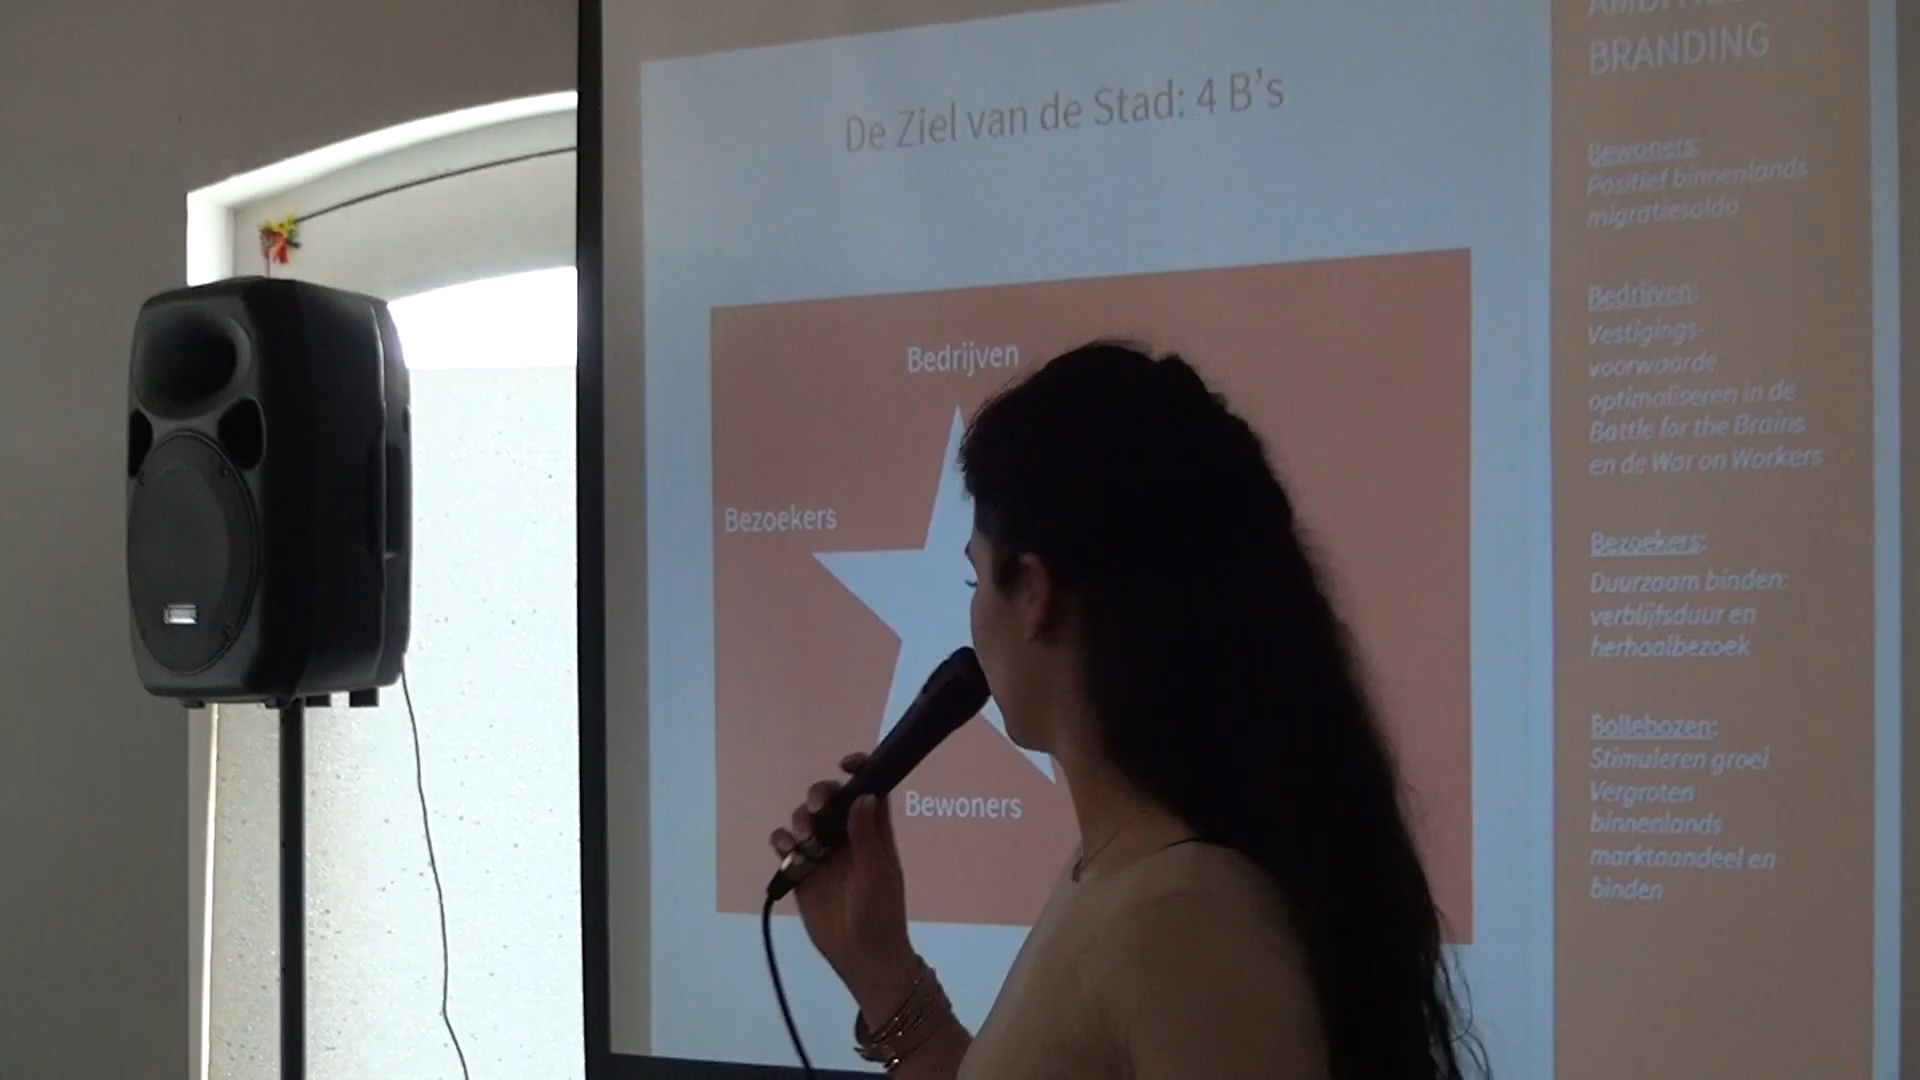 De Ziel van de Stad: 4 B's
Bedrijven
Bezoekers
Bewoners
BRANDING
Bewoners:
Positief binnenlands
migratiesaldo
Bedrijven:
Vestigings-
voorwaarde
optimaliseren in de
Battle for the Brains
en de War on Workers
Bezoekers:
Duurzaam binden:
verblijfsduur en
herhaalbezoek
Bollebozen:
Stimuleren groei
Vergroten
binnenlands
marktaandeel en
binden